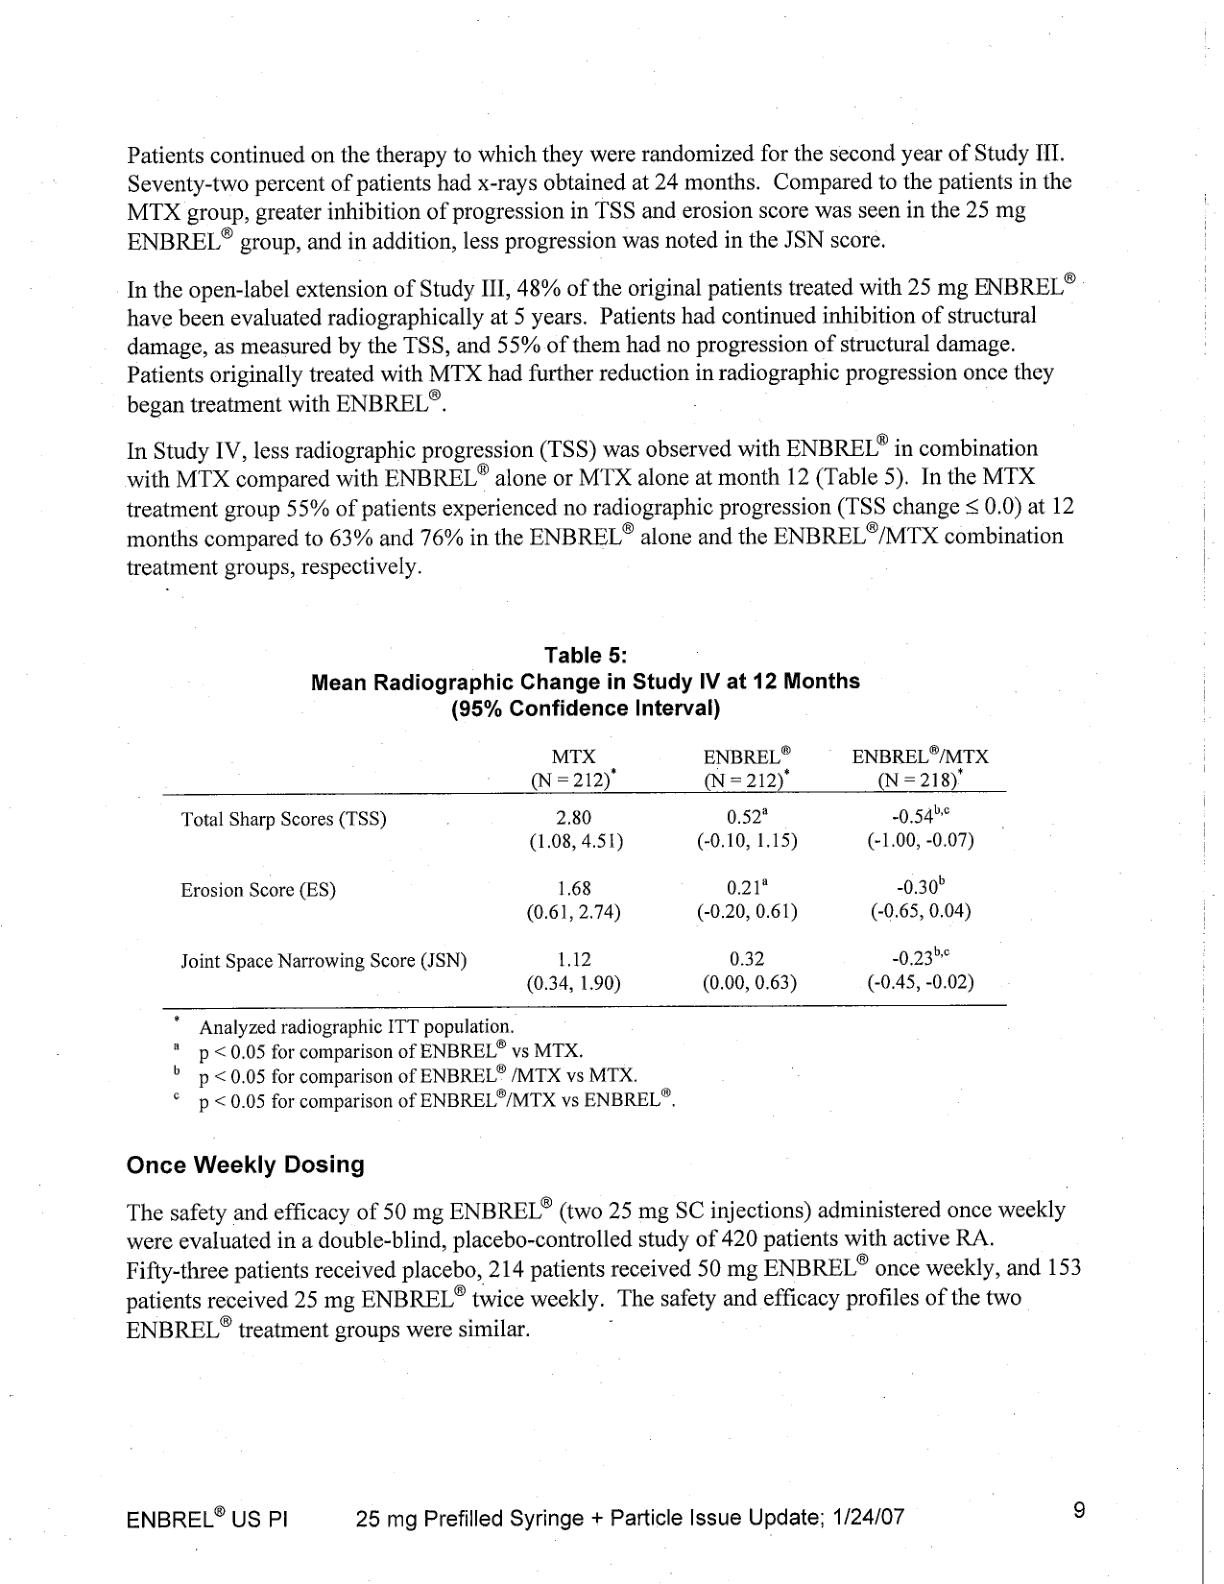 Patients continued on the therapy to which they were randomized for the second year of Study III.
Seventy-two percent of patients had x-rays obtained at 24 months.  Compared to the patients in the
MTX group, greater inhibition of progression in TSS and erosion score was seen in the 25 mg
ENBREL® group, and in addition, less progression was noted in the JSN score.
In the open-label extension of Study III, 48% of the original patients treated with 25 mg ENBREL®
have been evaluated radiographically at 5 years.  Patients had continued inhibition of structural
damage, as measured by the TSS, and 55% of them had no progression of structural damage.
Patients originally treated with MTX had further reduction in radiographic progression once they
began treatment with ENBREL®.
In Study IV, less radiographic progression (TSS) was observed with ENBREL® in combination
with MTX compared with ENBREL® alone or MTX alone at month 12 (Table 5).  In the MTX
treatment group 55% of patients experienced no radiographic progression (TSS change ≤ 0.0) at 12
months compared to 63% and 76% in the ENBREL® alone and the ENBREL®/MTX combination
treatment groups, respectively.
Table 5:
Mean Radiographic Change in Study IV at 12 Months
(95% Confidence Interval)
MTX ENBREL® ENBREL®/MTX
(N = 212)* (N = 212)* (N = 218)*
Total Sharp Scores (TSS) 2.80 0.52ᵃ -0.54ᵇ,ᶜ
(1.08, 4.51) (-0.10, 1.15) (-1.00, -0.07)
Erosion Score (ES) 1.68 0.21ᵃ -0.30ᵇ
(0.61, 2.74) (-0.20, 0.61) (-0.65, 0.04)
Joint Space Narrowing Score (JSN) 1.12 0.32 -0.23ᵇ,ᶜ
(0.34, 1.90) (0.00, 0.63) (-0.45, -0.02)
* Analyzed radiographic ITT population.
ᵃ p < 0.05 for comparison of ENBREL® vs MTX.
ᵇ p < 0.05 for comparison of ENBREL® /MTX vs MTX.
ᶜ p < 0.05 for comparison of ENBREL®/MTX vs ENBREL®.
Once Weekly Dosing
The safety and efficacy of 50 mg ENBREL® (two 25 mg SC injections) administered once weekly
were evaluated in a double-blind, placebo-controlled study of 420 patients with active RA.
Fifty-three patients received placebo, 214 patients received 50 mg ENBREL® once weekly, and 153
patients received 25 mg ENBREL® twice weekly.  The safety and efficacy profiles of the two
ENBREL® treatment groups were similar.
ENBREL® US PI 25 mg Prefilled Syringe + Particle Issue Update; 1/24/07 9